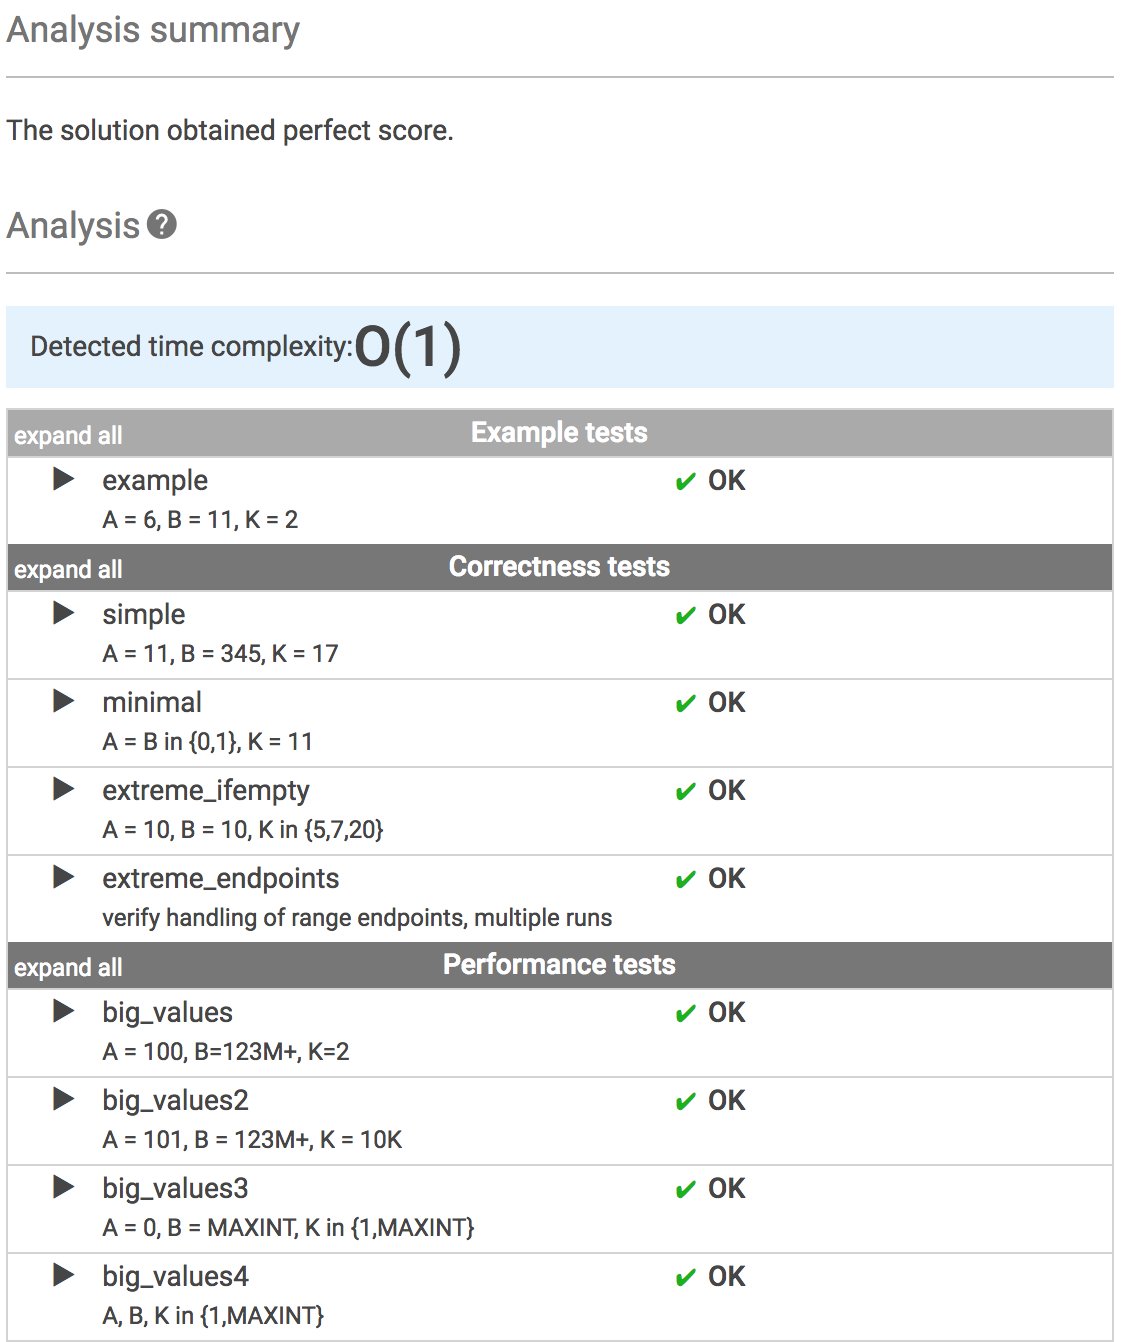 Analysis summary
The solution obtained perfect score.
Analysis ?
Detected time complexity: O(1)
expand all Example tests
▶ example ✔ OK
A = 6, B = 11, K = 2
expand all Correctness tests
▶ simple ✔ OK
A = 11, B = 345, K = 17
▶ minimal ✔ OK
A = B in {0,1}, K = 11
▶ extreme_ifempty ✔ OK
A = 10, B = 10, K in {5,7,20}
▶ extreme_endpoints ✔ OK
verify handling of range endpoints, multiple runs
expand all Performance tests
▶ big_values ✔ OK
A = 100, B=123M+, K=2
▶ big_values2 ✔ OK
A = 101, B = 123M+, K = 10K
▶ big_values3 ✔ OK
A = 0, B = MAXINT, K in {1,MAXINT}
▶ big_values4 ✔ OK
A, B, K in {1,MAXINT}